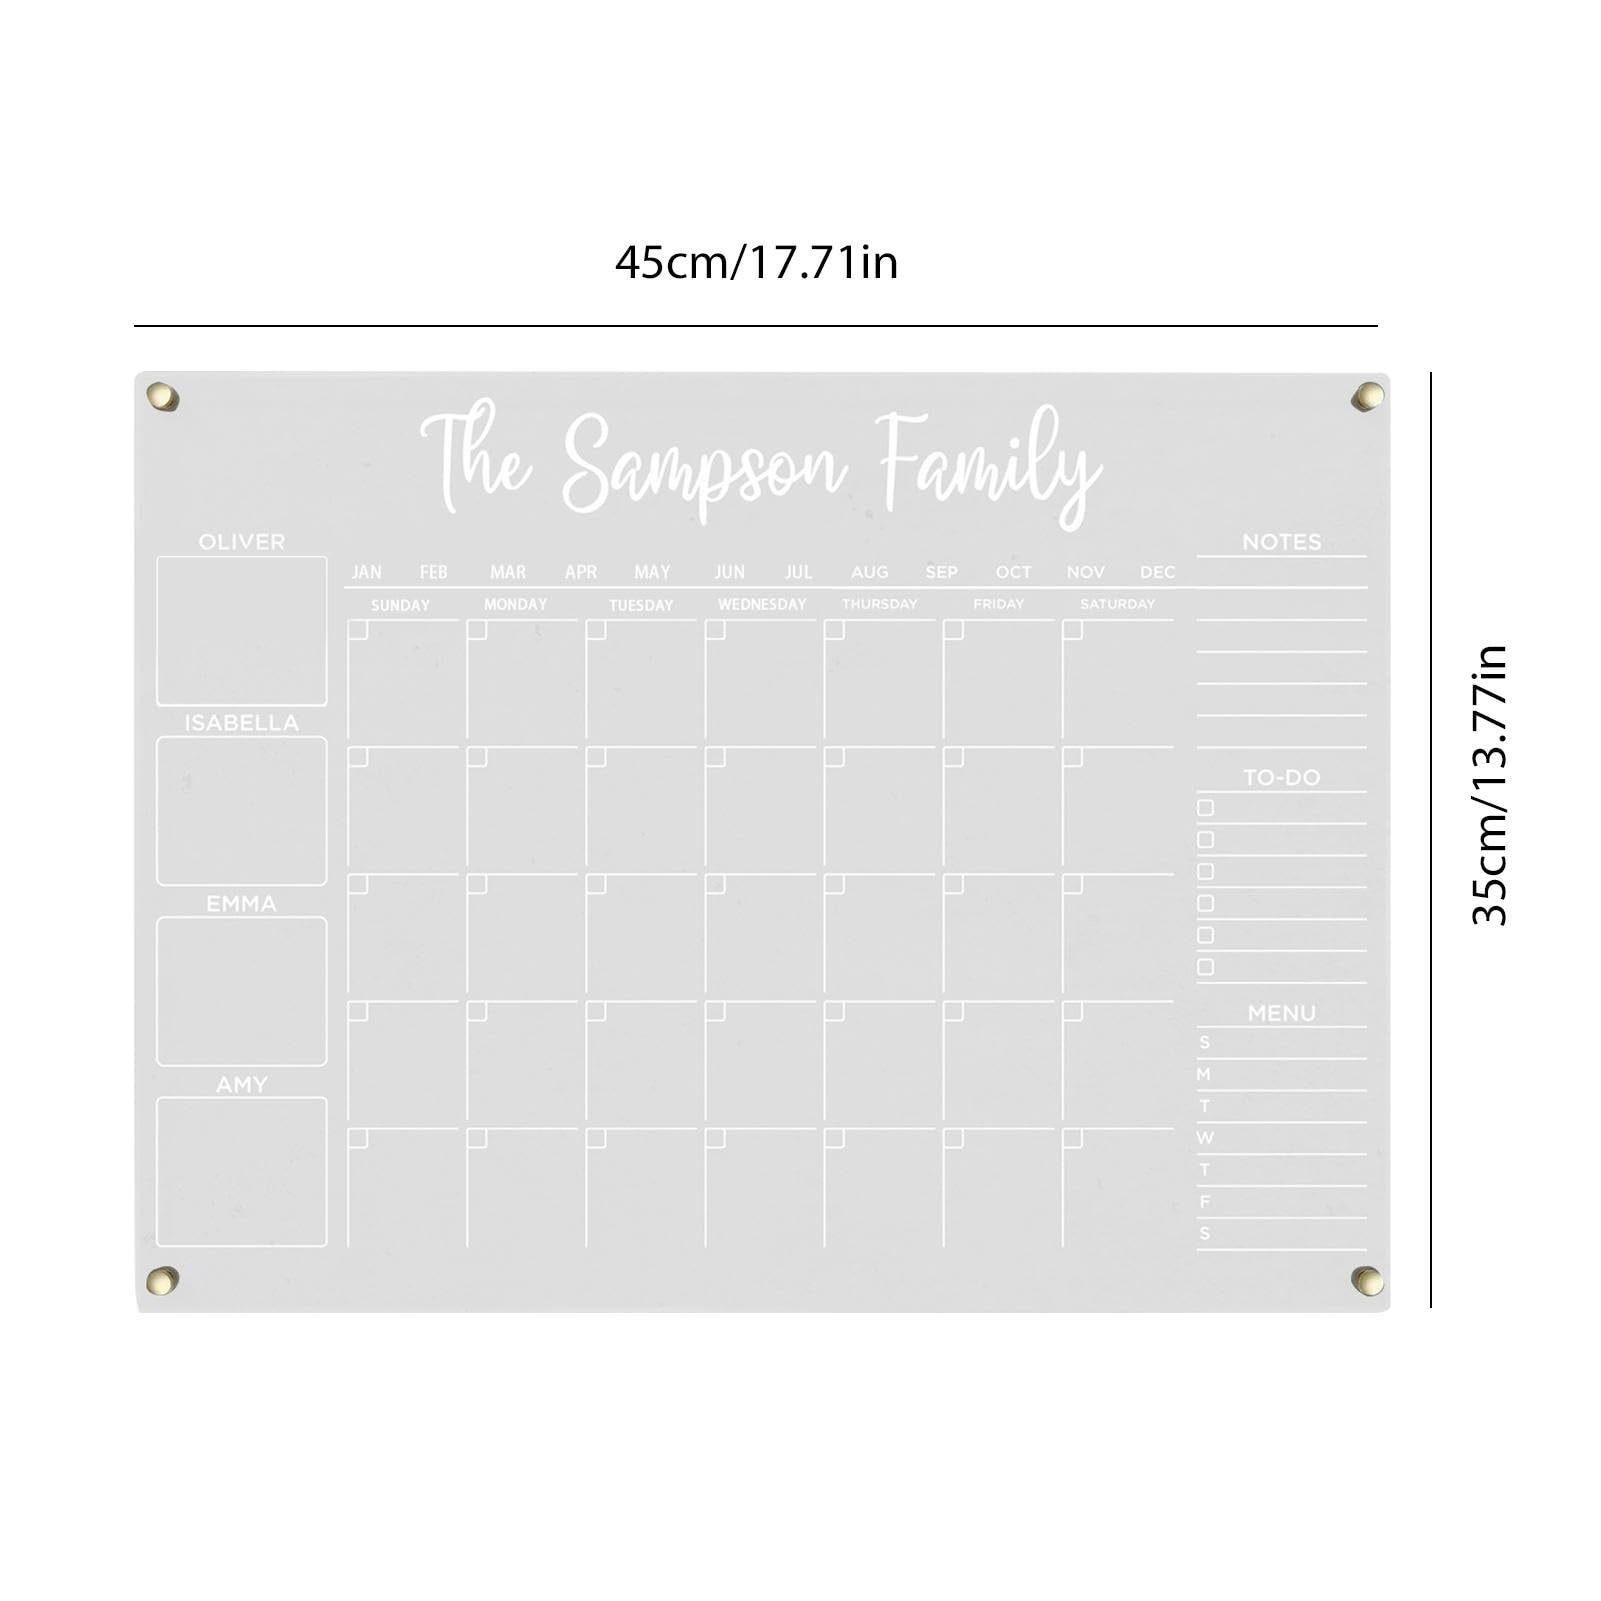 45cm/17.71in
The Sampson Family
OLIVER
ISABELLA
EMMA
AMY
JAN FEB MAR APR MAY JUN JUL AUG SEP OCT NOV DEC
SUNDAY MONDAY TUESDAY WEDNESDAY THURSDAY FRIDAY SATURDAY
NOTES
TO-DO
MENU
S
M
T
W
T
F
S
35cm/13.77in